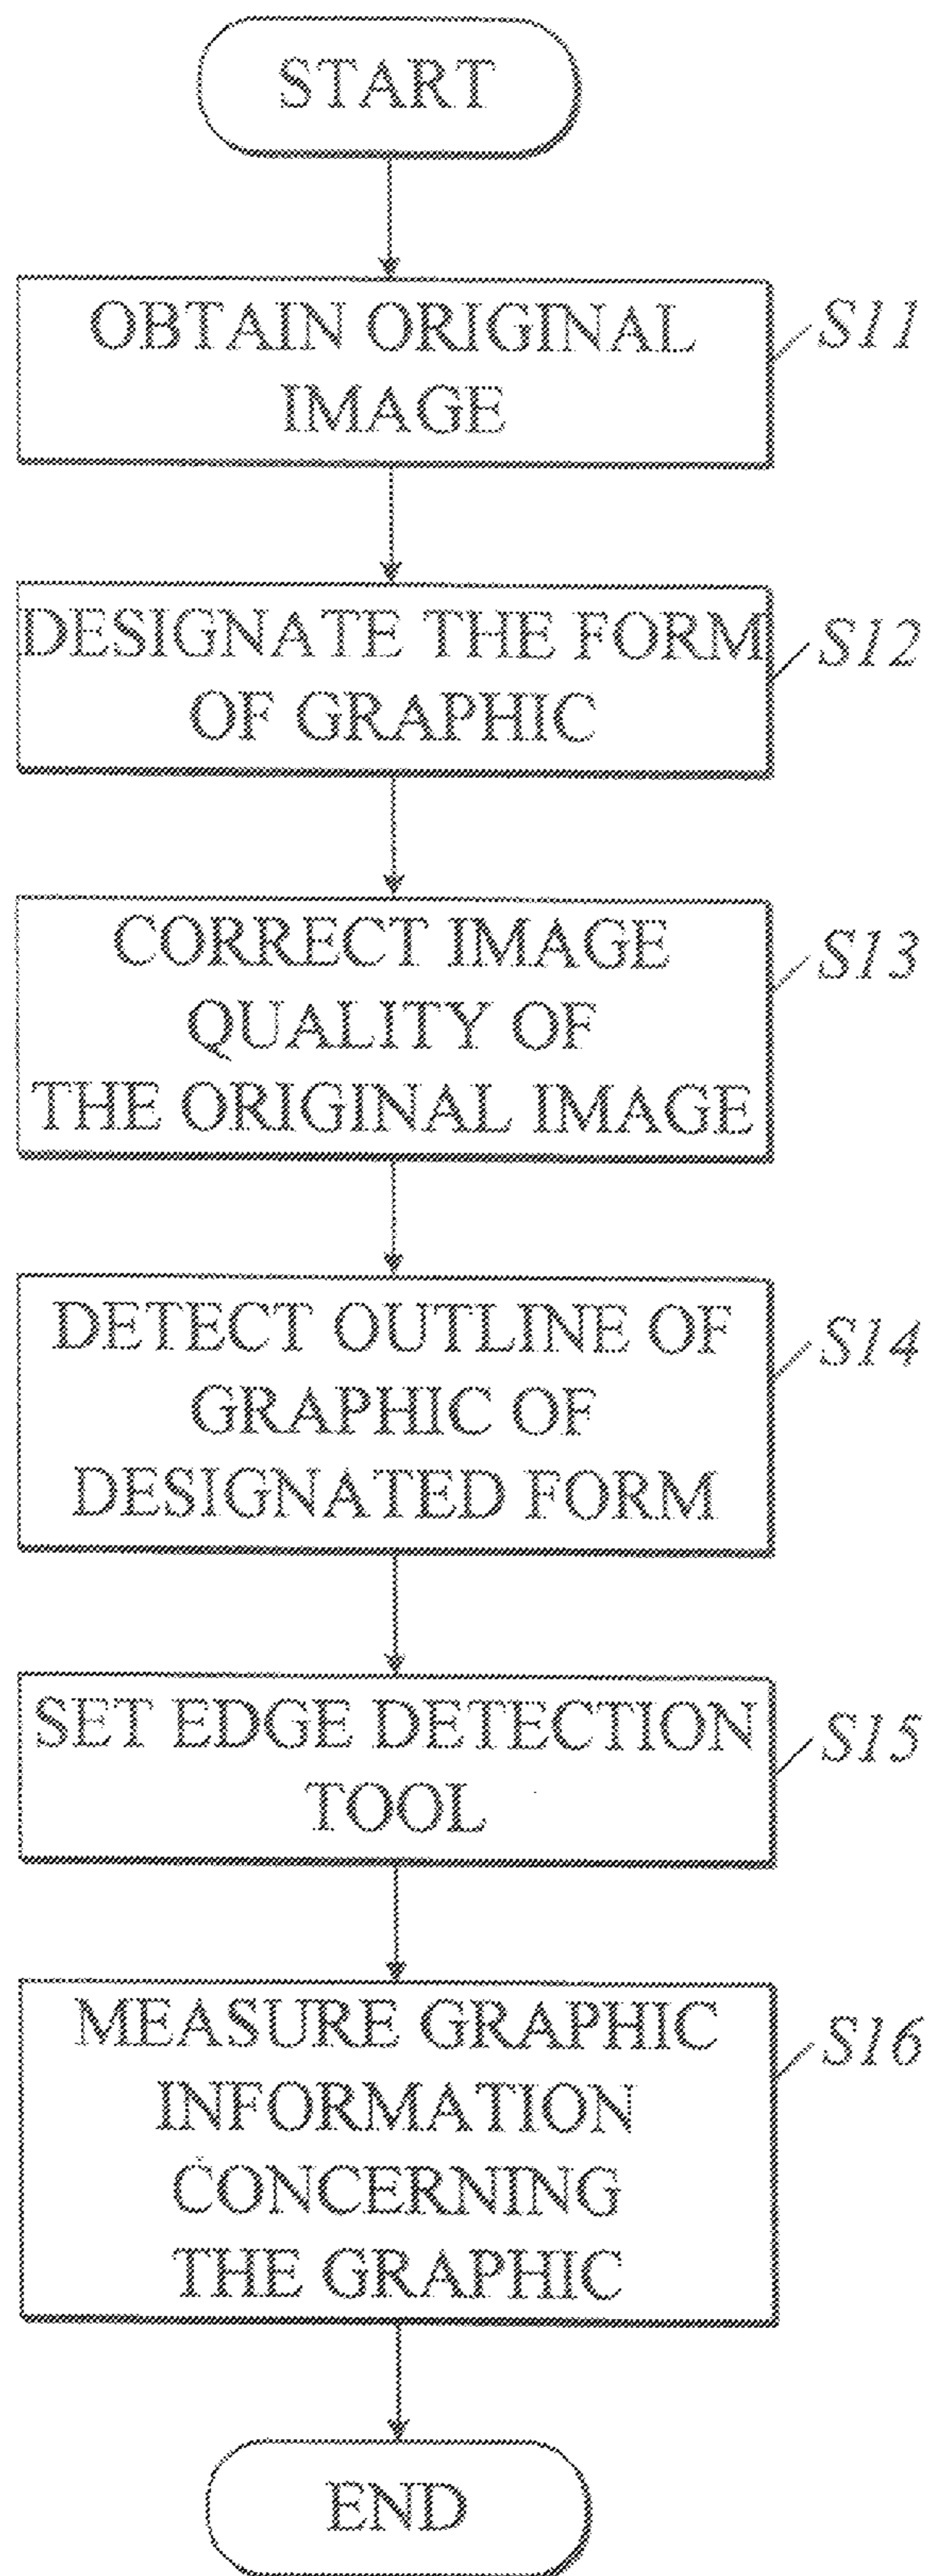 START
OBTAIN ORIGINAL
IMAGE
S11
DESIGNATE THE FORM
OF GRAPHIC
S12
CORRECT IMAGE
QUALITY OF
THE ORIGINAL IMAGE
S13
DETECT OUTLINE OF
GRAPHIC OF
DESIGNATED FORM
S14
SET EDGE DETECTION
TOOL
S15
MEASURE GRAPHIC
INFORMATION
CONCERNING
THE GRAPHIC
S16
END